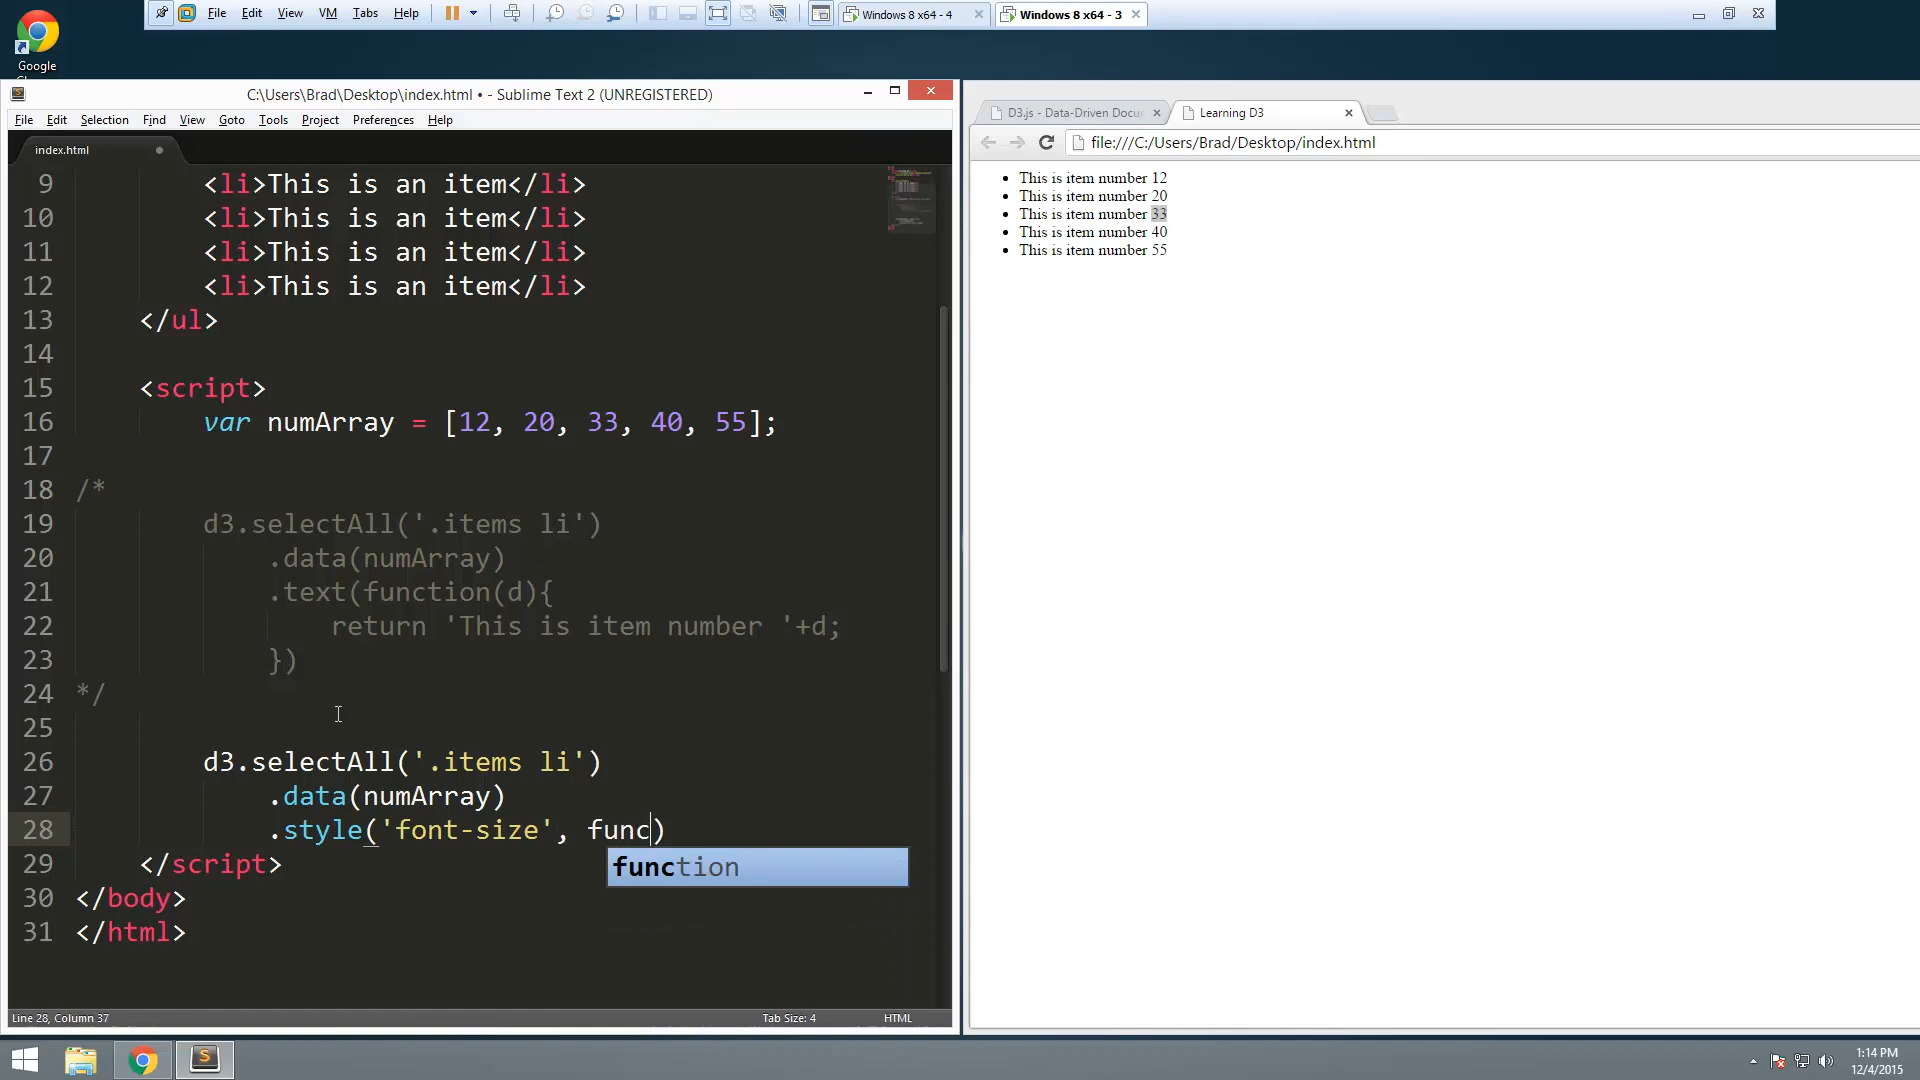 File Edit View VM Tabs Help
Windows 8 x64 - 4
Windows 8 x64 - 3
Google
C:\Users\Brad\Desktop\index.html • - Sublime Text 2 (UNREGISTERED)
File Edit Selection Find View Goto Tools Project Preferences Help
index.html
9 <li>This is an item</li>
10 <li>This is an item</li>
11 <li>This is an item</li>
12 <li>This is an item</li>
13 </ul>
14
15 <script>
16 var numArray = [12, 20, 33, 40, 55];
17
18 /*
19 d3.selectAll('.items li')
20 .data(numArray)
21 .text(function(d){
22 return 'This is item number '+d;
23 })
24 */
25
26 d3.selectAll('.items li')
27 .data(numArray)
28 .style('font-size', func)
function
29 </script>
30 </body>
31 </html>
Line 28, Column 37
Tab Size: 4
HTML
D3.js - Data-Driven Docu
Learning D3
file:///C:/Users/Brad/Desktop/index.html
This is item number 12
This is item number 20
This is item number 33
This is item number 40
This is item number 55
1:14 PM
12/4/2015